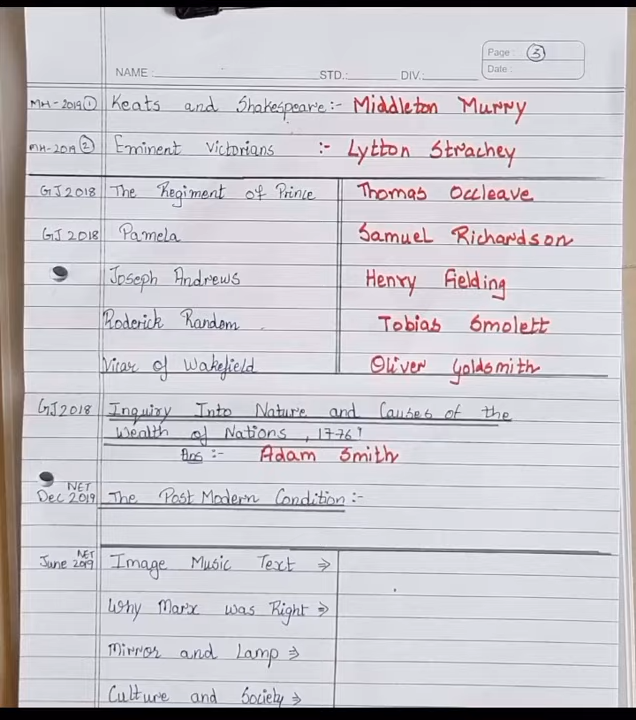 Page : 3
Date :
NAME : STD.: DIV.:
MH-2019 1 Keats and Shakespeare:- Middleton Murry
MH-2019 2 Eminent Victorians :- Lytton Strachey
GJ2018 The Regiment of Prince Thomas Occleave
GJ 2018 Pamela Samuel Richardson
Joseph Andrews Henry Fielding
Roderick Random Tobias Smolett
Vicar of Wakefield Oliver Goldsmith
GJ2018 Inquiry Into Nature and Causes of the
Wealth of Nations , 1776!
Ans :- Adam Smith
NET
Dec 2019 The Post Modern Condition :-
NET
June 2019 Image Music Text ⇒
Why Marx was Right ⇒
Mirror and Lamp ⇒
Culture and Society ⇒